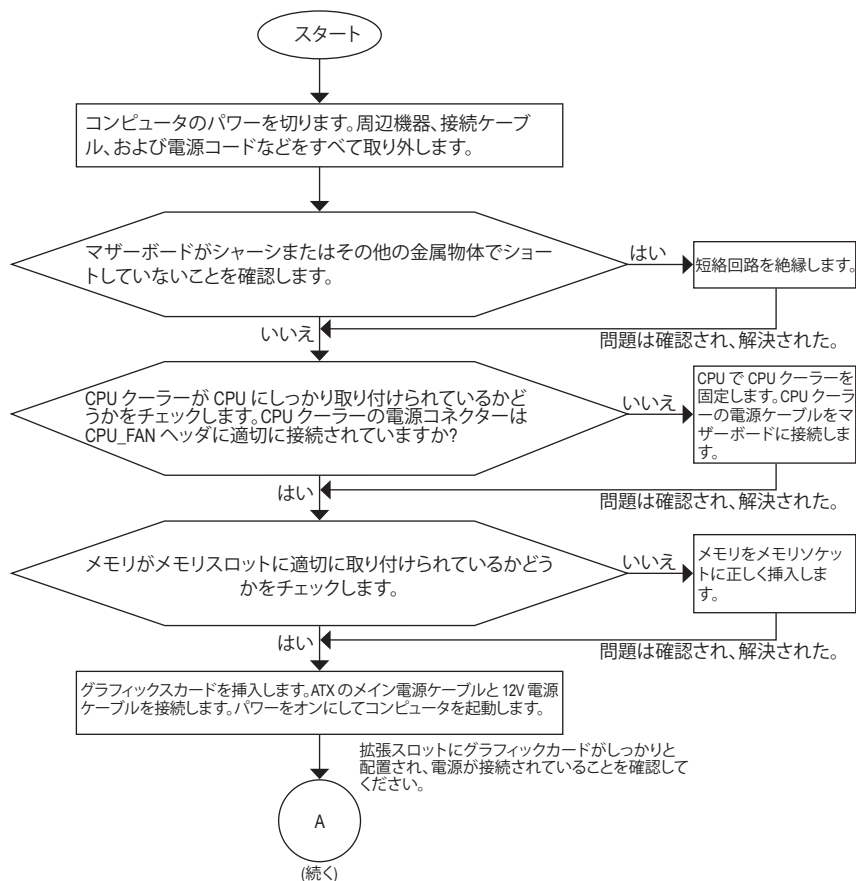 スタート
コンピュータのパワーを切ります。周辺機器、接続ケーブ
ル、および電源コードなどをすべて取り外します。
マザーボードがシャーシまたはその他の金属物体でショー
トしていないことを確認します。
はい
短絡回路を絶縁します。
いいえ
問題は確認され、解決された。
CPU クーラーが CPU にしっかり取り付けられているかど
うかをチェックします。CPU クーラーの電源コネクターは
CPU_FAN ヘッダに適切に接続されていますか?
いいえ
CPU で CPU クーラーを
固定します。CPU クーラ
ーの電源ケーブルをマ
ザーボードに接続しま
す。
はい
問題は確認され、解決された。
メモリがメモリスロットに適切に取り付けられているかどう
かをチェックします。
いいえ
メモリをメモリソケッ
トに正しく挿入しま
す。
はい
問題は確認され、解決された。
グラフィックスカードを挿入します。ATX のメイン電源ケーブルと 12V 電源
ケーブルを接続します。パワーをオンにしてコンピュータを起動します。
拡張スロットにグラフィックカードがしっかりと
配置され、電源が接続されていることを確認して
ください。
A
(続く)